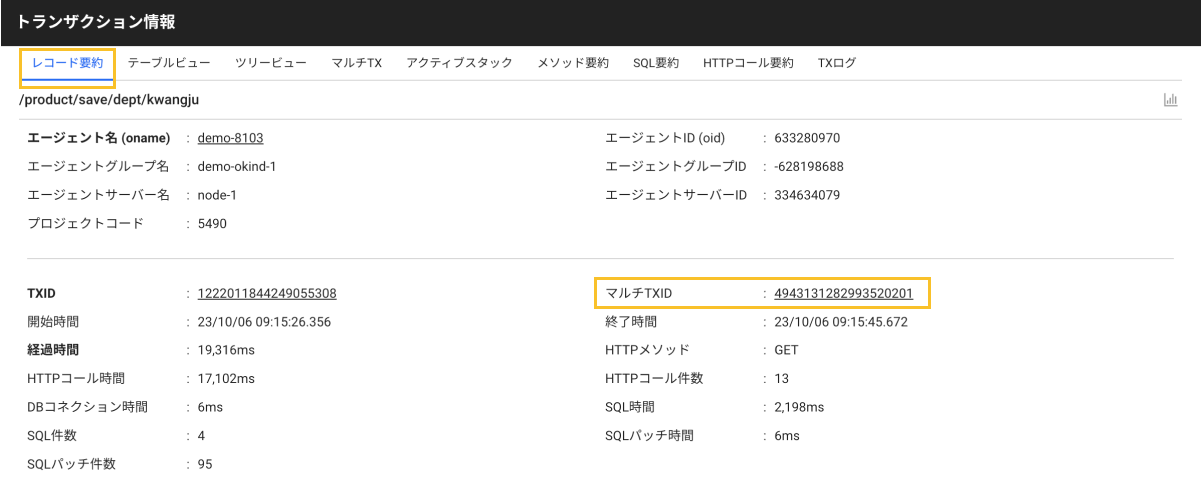 トランザクション情報
レコード要約 テーブルビュー ツリービュー マルチTX アクティブスタック メソッド要約 SQL要約 HTTPコール要約 TXログ
/product/save/dept/kwangju
エージェント名 (oname) : demo-8103 エージェントID (oid) : 633280970
エージェントグループ名 : demo-okind-1 エージェントグループID : -628198688
エージェントサーバー名 : node-1 エージェントサーバーID : 334634079
プロジェクトコード : 5490
TXID : 1222011844249055308 マルチTXID : 4943131282993520201
開始時間 : 23/10/06 09:15:26.356 終了時間 : 23/10/06 09:15:45.672
経過時間 : 19,316ms HTTPメソッド : GET
HTTPコール時間 : 17,102ms HTTPコール件数 : 13
DBコネクション時間 : 6ms SQL時間 : 2,198ms
SQL件数 : 4 SQLパッチ時間 : 6ms
SQLパッチ件数 : 95